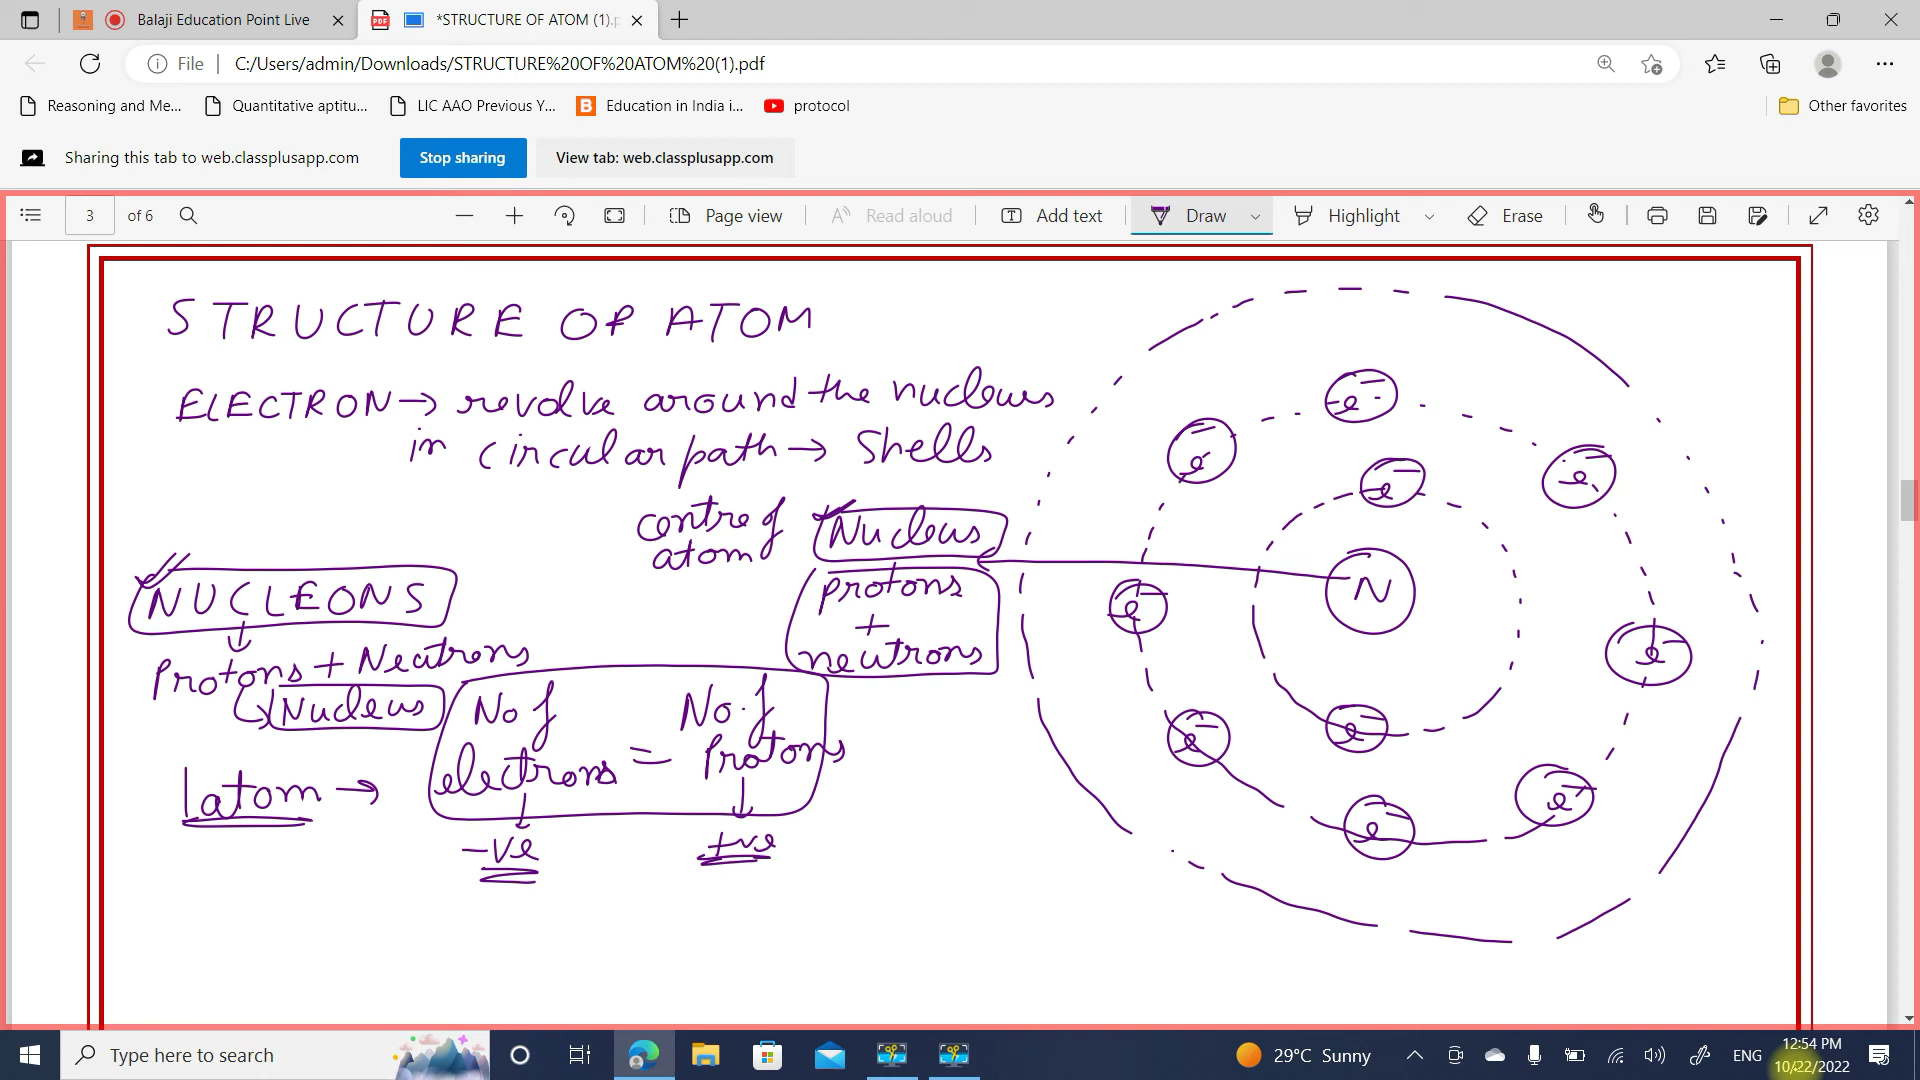 Balaji Education Point Live
*STRUCTURE OF ATOM (1).p
File
C:/Users/admin/Downloads/STRUCTURE%20OF%20ATOM%20(1).pdf
Reasoning and Me...
Quantitative aptitu...
LIC AAO Previous Y...
Education in India i...
protocol
Other favorites
Sharing this tab to web.classplusapp.com
Stop sharing
View tab: web.classplusapp.com
3 of 6
Page view
Read aloud
Add text
Draw
Highlight
Erase
STRUCTURE OF ATOM
ELECTRON → revolve around the nucleus
in circular path → Shells
centre of
atom
Nucleus
protons
+
neutrons
NUCLEONS
Protons + Neutrons
Nucleus
1 atom →
No of
electrons
=
No. of
Protons
-ve
+ve
N
e-
e-
e-
e-
e-
e-
e-
e-
e-
e-
Type here to search
29°C Sunny
ENG
12:54 PM
10/22/2022